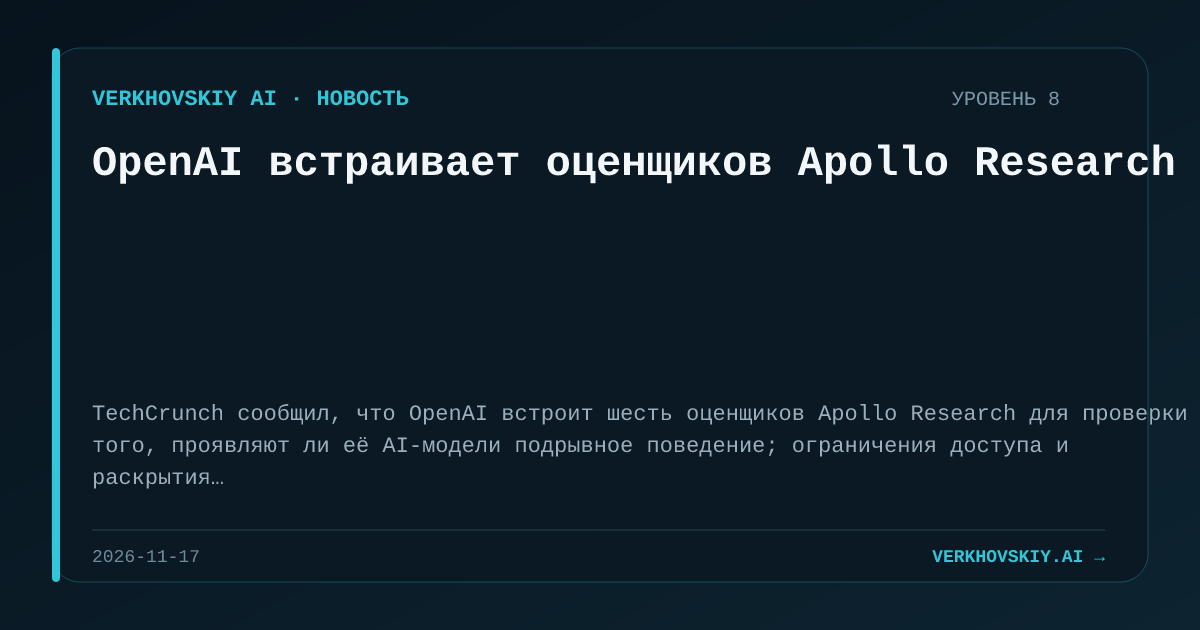 VERKHOVSKIY AI · НОВОСТЬ
УРОВЕНЬ 8
OpenAI встраивает оценщиков Apollo Research
TechCrunch сообщил, что OpenAI встроит шесть оценщиков Apollo Research для проверки
того, проявляют ли её AI-модели подрывное поведение; ограничения доступа и
раскрытия…
2026-11-17
VERKHOVSKIY.AI →